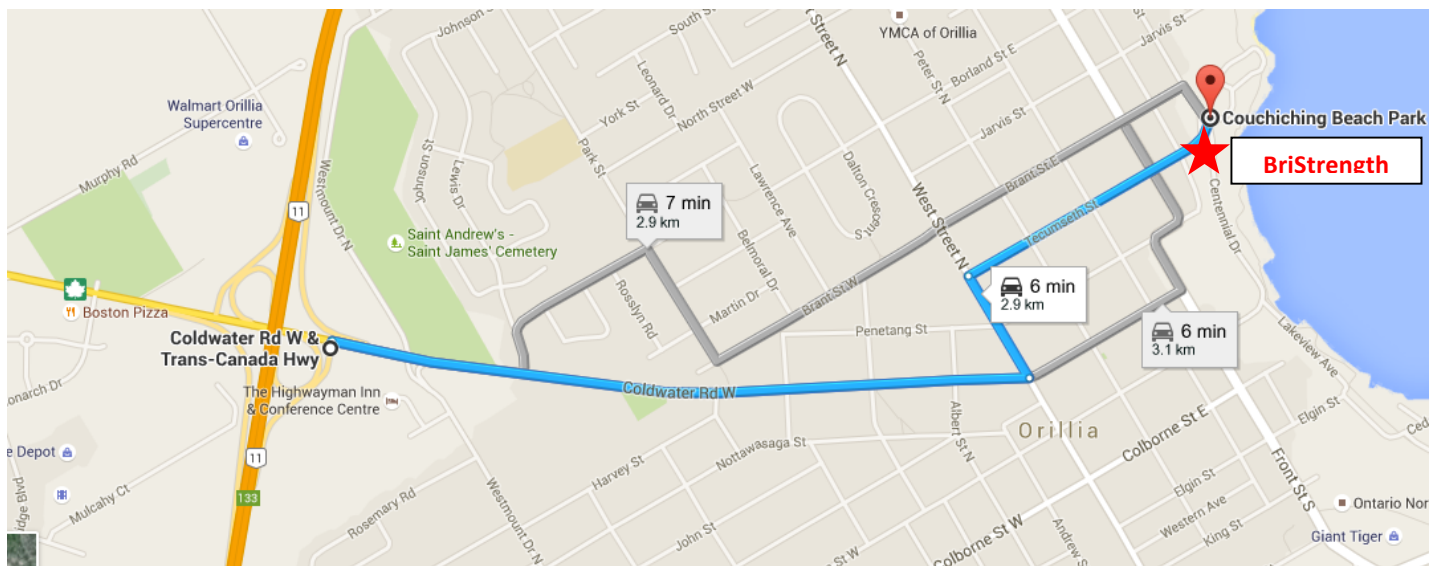 Johnson St
South St
Street N
YMCA of Orillia
Jarvis St
Walmart Orillia
Supercentre
Leonard Dr
York St
North Street W
Peter St N
Borland St E
Jarvis St
Couchiching Beach Park
BriStrength
Murphy Rd
Westmount Dr N
Johnson St
Lewis Dr
Park St
Lawrence Ave
Dalton Crescent S
Brant St E
West Street N
Tecumseth St
Centennial Dr
11
7 min
2.9 km
Saint Andrew's -
Saint James' Cemetery
Belmoral Dr
Rosslyn Rd
Martin Dr
Brant St W
6 min
2.9 km
Boston Pizza
Coldwater Rd W &
Trans-Canada Hwy
Penetang St
6 min
3.1 km
Lakeview Ave
The Highwayman Inn
& Conference Centre
Coldwater Rd W
onarch Dr
Albert St N
Orillia
Colborne St E
Elgin St
Ced
e Depot
11
Nottawasaga St
Harvey St
133
Mulcahy Ct
idge Blvd
Rosemary Rd
Westmount Dr N
John St
e St W
Colborne St W
Andrew S
Elgin St
Western Ave
King St
Front St S
Ontario Nor
Giant Tiger